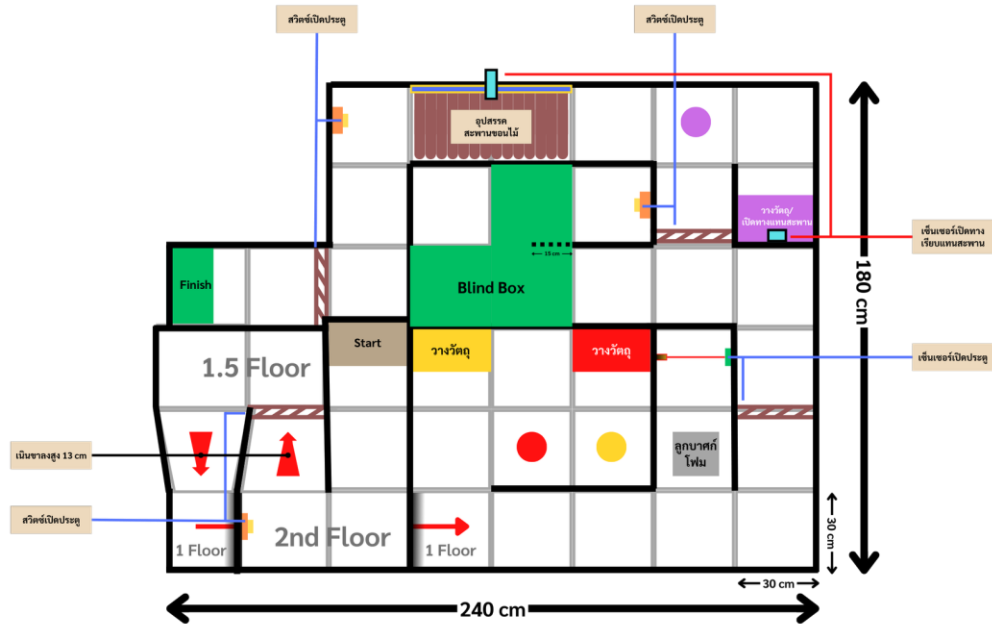 สวิตซ์เปิดประตู
สวิตซ์เปิดประตู
อุปสรรค
สะพานขอนไม้
วางวัตถุ/
เปิดทางแทนสะพาน
เซ็นเซอร์เปิดทาง
เรียบแทนสะพาน
Finish
Blind Box
18 cm
180 cm
Start
วางวัตถุ
วางวัตถุ
เซ็นเซอร์เปิดประตู
1.5 Floor
เนินขาลงสูง 13 cm
ลูกบาศก์
โฟม
สวิตซ์เปิดประตู
1 Floor
2nd Floor
1 Floor
30 cm
30 cm
240 cm